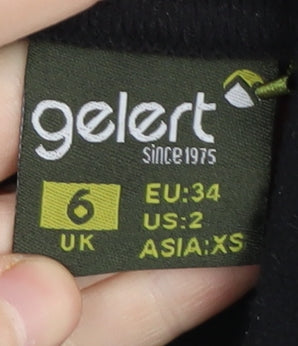 gelert
SINCE 1975
6
UK
EU:34
US:2
ASIA:XS